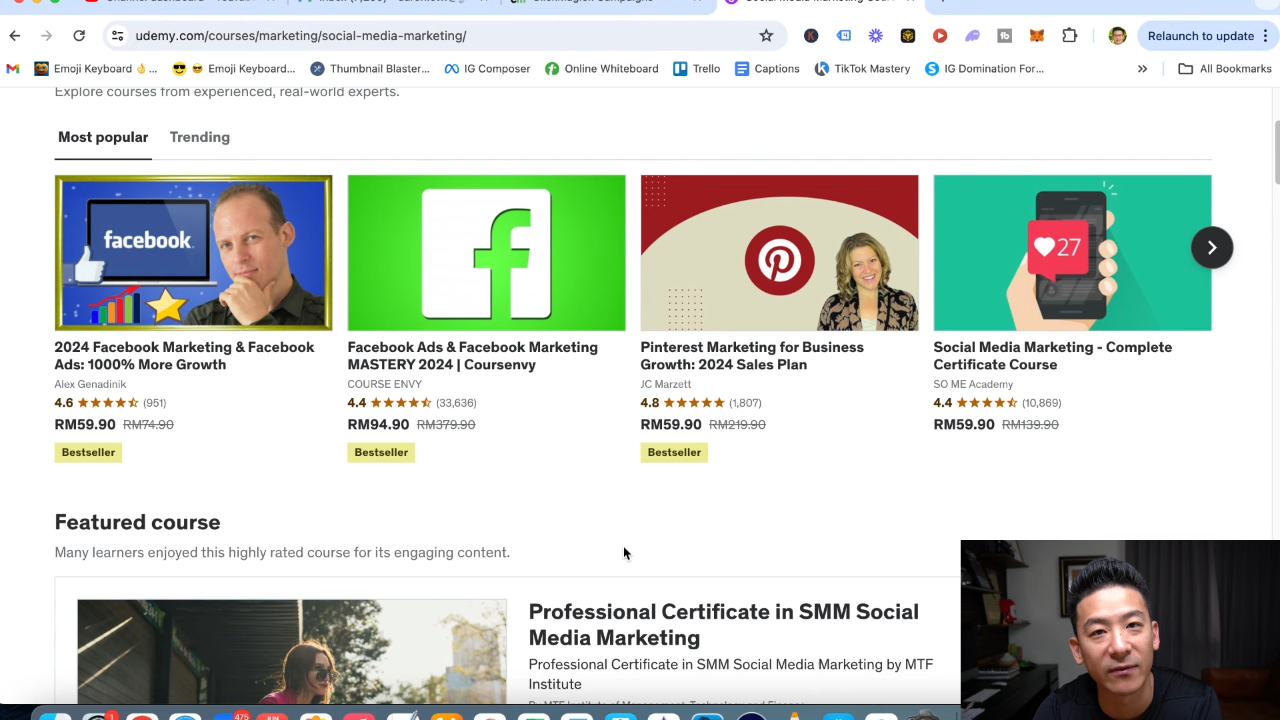 udemy.com/courses/marketing/social-media-marketing/
Relaunch to update
Emoji Keyboard 👌 ...
😎 Emoji Keyboard...
Thumbnail Blaster...
IG Composer
Online Whiteboard
Trello
Captions
TikTok Mastery
IG Domination For...
All Bookmarks
Explore courses from experienced, real-world experts.
Most popular
Trending
facebook
27
2024 Facebook Marketing & Facebook
Ads: 1000% More Growth
Alex Genadinik
4.6 (951)
RM59.90 RM74.90
Bestseller
Facebook Ads & Facebook Marketing
MASTERY 2024 | Coursenvy
COURSE ENVY
4.4 (33,636)
RM94.90 RM379.90
Bestseller
Pinterest Marketing for Business
Growth: 2024 Sales Plan
JC Marzett
4.8 (1,807)
RM59.90 RM219.90
Bestseller
Social Media Marketing - Complete
Certificate Course
SO ME Academy
4.4 (10,869)
RM59.90 RM139.90
Featured course
Many learners enjoyed this highly rated course for its engaging content.
Professional Certificate in SMM Social
Media Marketing
Professional Certificate in SMM Social Media Marketing by MTF
Institute
475